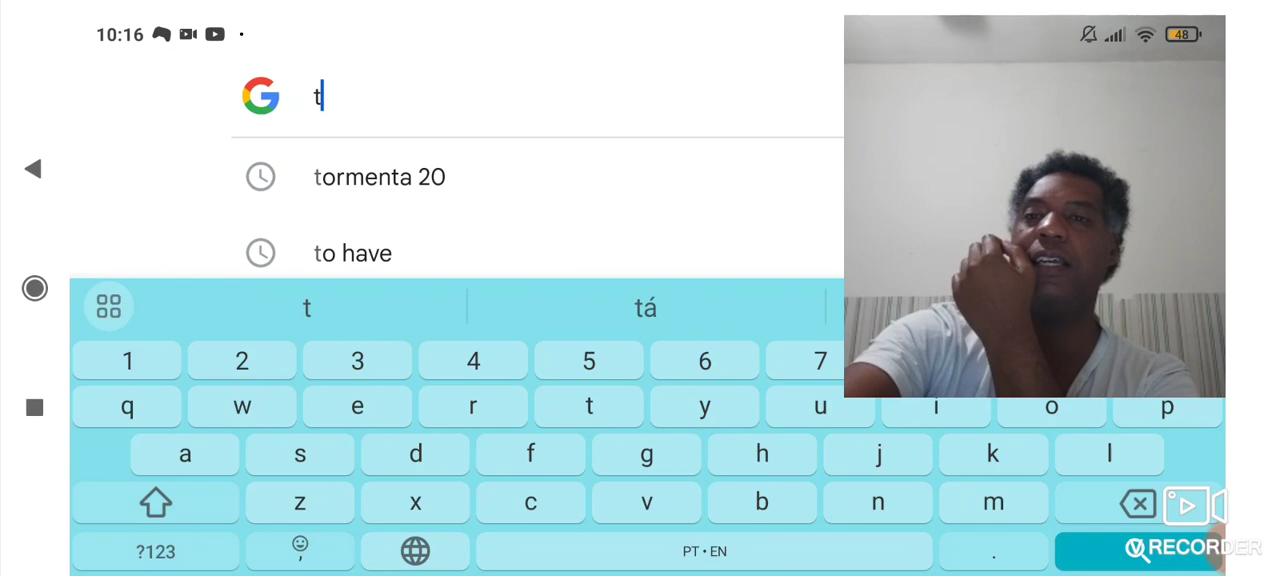 10:16
48
t
tormenta 20
to have
t tá
1 2 3 4 5 6 7
q w e r t y u i o p
a s d f g h j k l
z x c v b n m
?123 , PT • EN .
V RECORDER